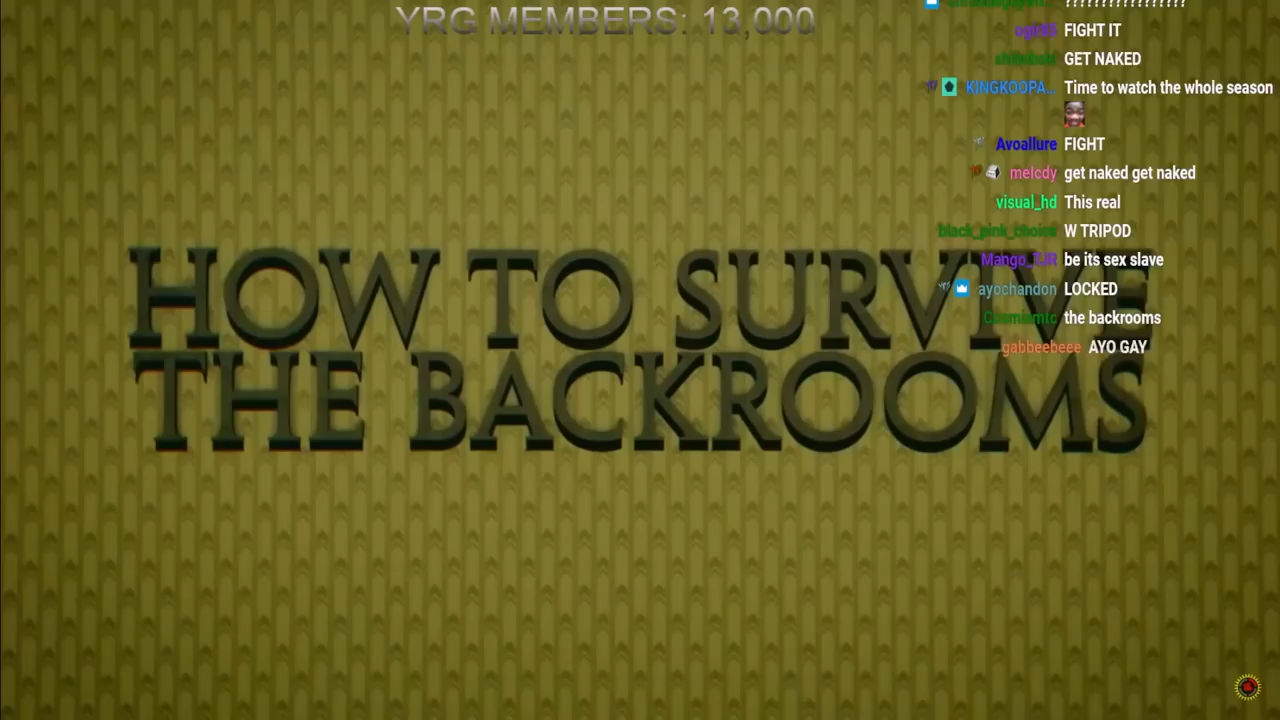 YRG MEMBERS: 13,000
?????????????????
FIGHT IT
GET NAKED
KINGKOOPA... Time to watch the whole season
Avoallure FIGHT
melcdy get naked get naked
visual_hd This real
black_pink_choice W TRIPOD
Mango_TJR be its sex slave
ayochandon LOCKED
the backrooms
gabbeebeee AYO GAY
HOW TO SURVIVE
THE BACKROOMS